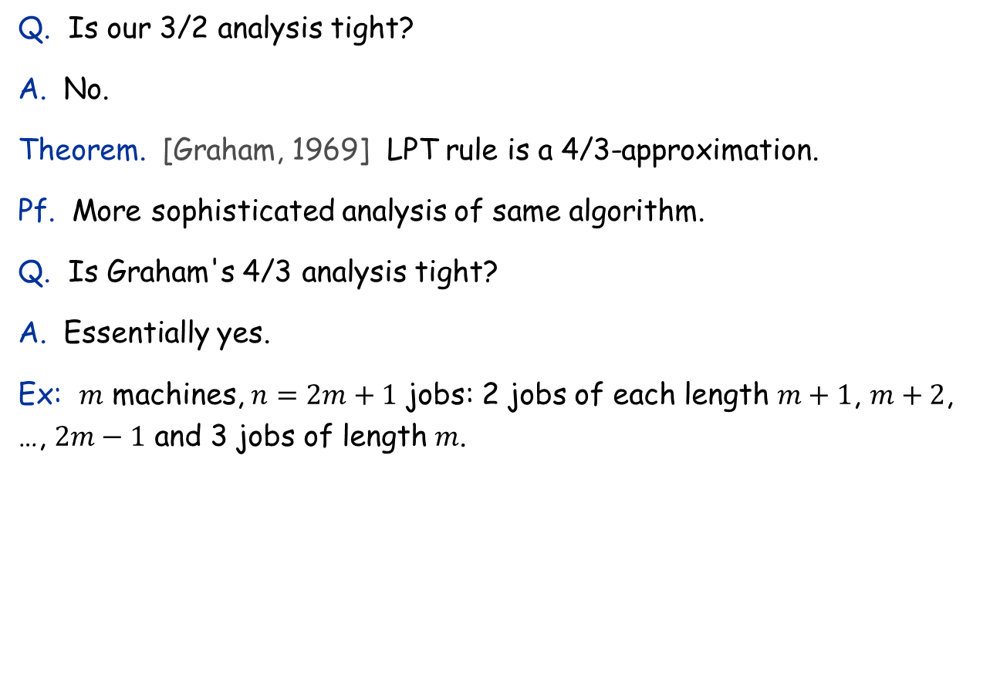 Q. Is our 3/2 analysis tight?
A. No.
Theorem. [Graham, 1969] LPT rule is a 4/3-approximation.
Pf. More sophisticated analysis of same algorithm.
Q. Is Graham's 4/3 analysis tight?
A. Essentially yes.
Ex: m machines, n = 2m + 1 jobs: 2 jobs of each length m + 1, m + 2,
…, 2m − 1 and 3 jobs of length m.